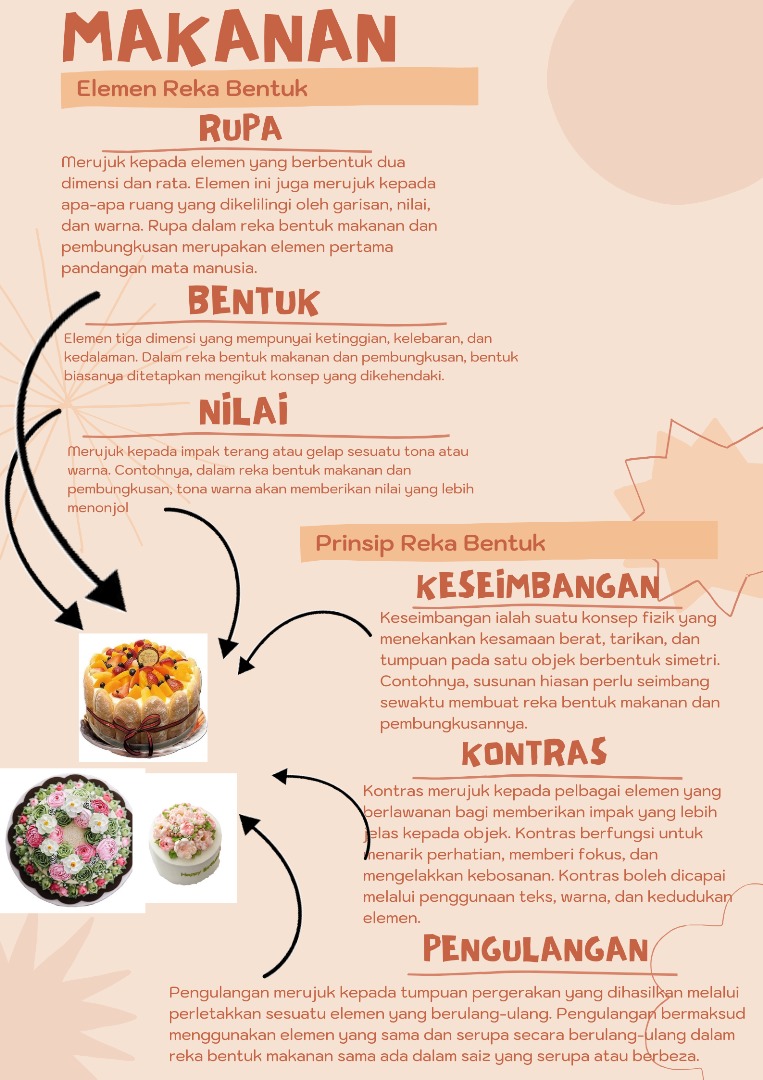 MAKANAN
Elemen Reka Bentuk
RUPA
Merujuk kepada elemen yang berbentuk dua
dimensi dan rata. Elemen ini juga merujuk kepada
apa-apa ruang yang dikelilingi oleh garisan, nilai,
dan warna. Rupa dalam reka bentuk makanan dan
pembungkusan merupakan elemen pertama
pandangan mata manusia.
BENTUK
Elemen tiga dimensi yang mempunyai ketinggian, kelebaran, dan
kedalaman. Dalam reka bentuk makanan dan pembungkusan, bentuk
biasanya ditetapkan mengikut konsep yang dikehendaki.
NiLAi
Merujuk kepada impak terang atau gelap sesuatu tona atau
warna. Contohnya, dalam reka bentuk makanan dan
pembungkusan, tona warna akan memberikan nilai yang lebih
menonjol
Prinsip Reka Bentuk
KESEiMBANGAN
Keseimbangan ialah suatu konsep fizik yang
menekankan kesamaan berat, tarikan, dan
tumpuan pada satu objek berbentuk simetri.
Contohnya, susunan hiasan perlu seimbang
sewaktu membuat reka bentuk makanan dan
pembungkusannya.
KONTRAS
Kontras merujuk kepada pelbagai elemen yang
berlawanan bagi memberikan impak yang lebih
jelas kepada objek. Kontras berfungsi untuk
menarik perhatian, memberi fokus, dan
mengelakkan kebosanan. Kontras boleh dicapai
melalui penggunaan teks, warna, dan kedudukan
elemen.
PENGULANGAN
Pengulangan merujuk kepada tumpuan pergerakan yang dihasilkan melalui
perletakkan sesuatu elemen yang berulang-ulang. Pengulangan bermaksud
menggunakan elemen yang sama dan serupa secara berulang-ulang dalam
reka bentuk makanan sama ada dalam saiz yang serupa atau berbeza.